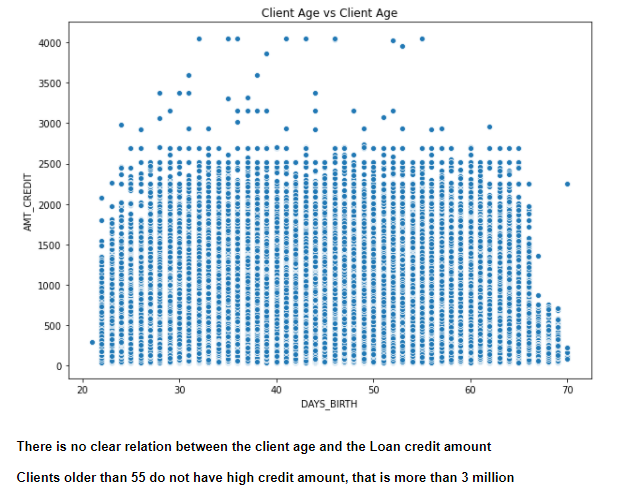 Client Age vs Client Age
4000
3500
3000
2500
2000
1500
1000
500
0
AMT_CREDIT
20 30 40 50 60 70
DAYS_BIRTH
There is no clear relation between the client age and the Loan credit amount
Clients older than 55 do not have high credit amount, that is more than 3 million